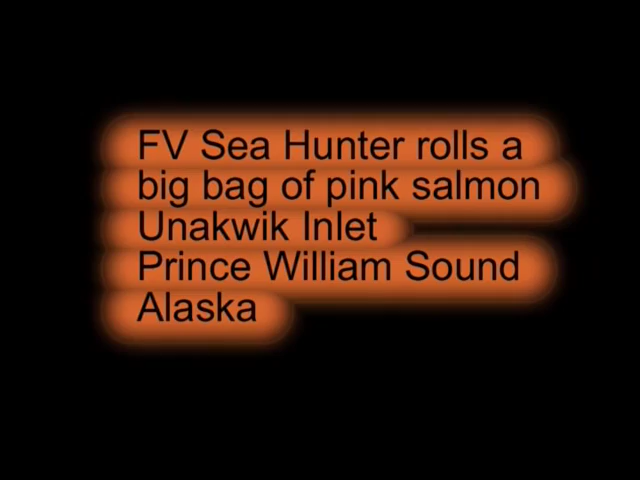 FV Sea Hunter rolls a
big bag of pink salmon
Unakwik Inlet
Prince William Sound
Alaska